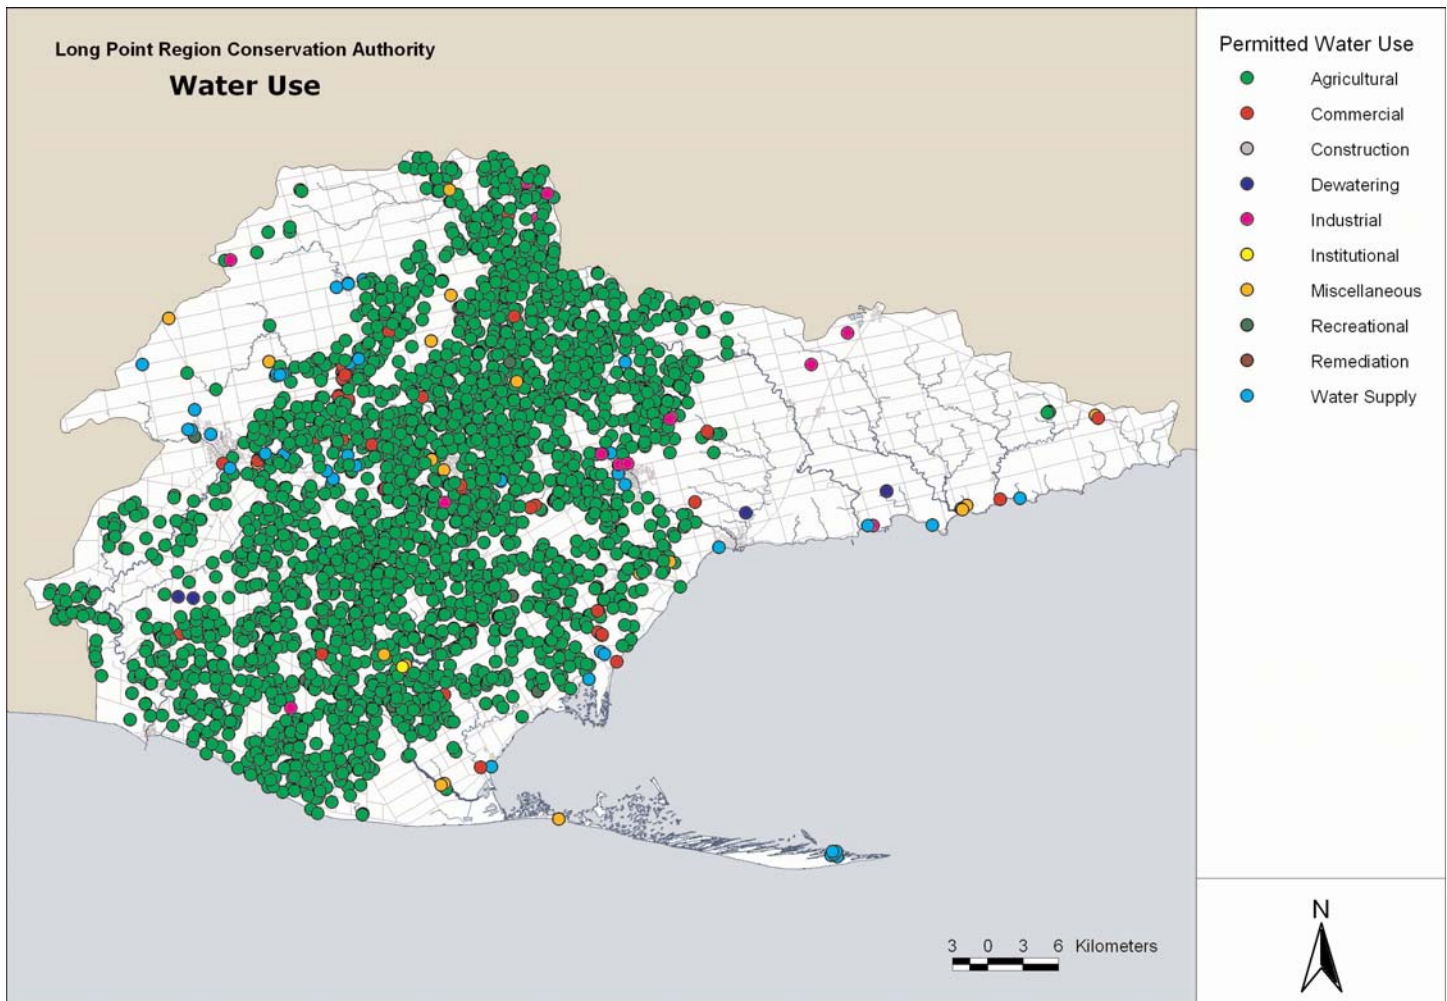 Long Point Region Conservation Authority
Water Use
Permitted Water Use
Agricultural
Commercial
Construction
Dewatering
Industrial
Institutional
Miscellaneous
Recreational
Remediation
Water Supply
3 0 3 6 Kilometers
N